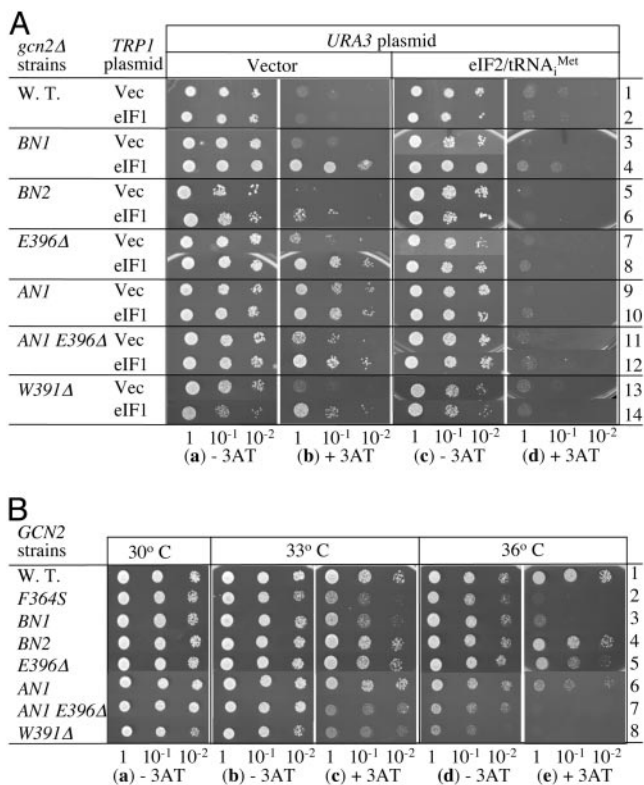 A
gcn2Δ strains TRP1 plasmid URA3 plasmid
Vector eIF2/tRNAiMet
W. T. Vec 1
eIF1 2
BN1 Vec 3
eIF1 4
BN2 Vec 5
eIF1 6
E396Δ Vec 7
eIF1 8
AN1 Vec 9
eIF1 10
AN1 E396Δ Vec 11
eIF1 12
W391Δ Vec 13
eIF1 14
1 10-1 10-2 1 10-1 10-2 1 10-1 10-2 1 10-1 10-2
(a) - 3AT (b) + 3AT (c) - 3AT (d) + 3AT
B
GCN2 strains 30° C 33° C 36° C
W. T. 1
F364S 2
BN1 3
BN2 4
E396Δ 5
AN1 6
AN1 E396Δ 7
W391Δ 8
1 10-1 10-2 1 10-1 10-2 1 10-1 10-2 1 10-1 10-2 1 10-1 10-2
(a) - 3AT (b) - 3AT (c) + 3AT (d) - 3AT (e) + 3AT